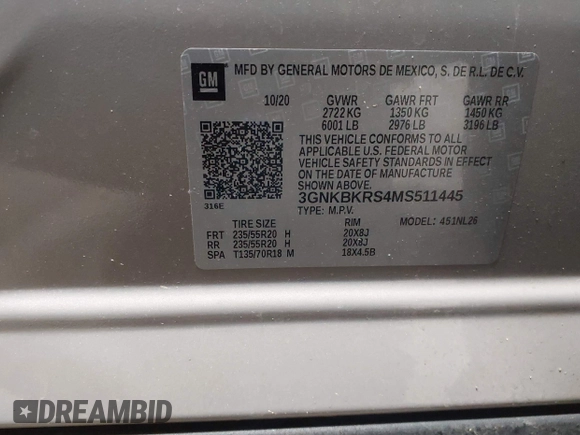 GM
MFD BY GENERAL MOTORS DE MEXICO, S. DE R.L. DE C.V.
10/20 GVWR GAWR FRT GAWR RR
2722 KG 1350 KG 1450 KG
6001 LB 2976 LB 3196 LB
THIS VEHICLE CONFORMS TO ALL
APPLICABLE U.S. FEDERAL MOTOR
VEHICLE SAFETY STANDARDS IN EFFECT
ON THE DATE OF MANUFACTURE
SHOWN ABOVE.
316E
3GNKBKRS4MS511445
TYPE: M.P.V. MODEL: 451NL26
TIRE SIZE RIM
FRT 235/55R20 H 20X8J
RR 235/55R20 H 20X8J
SPA T135/70R18 M 18X4.5B
DREAMBID